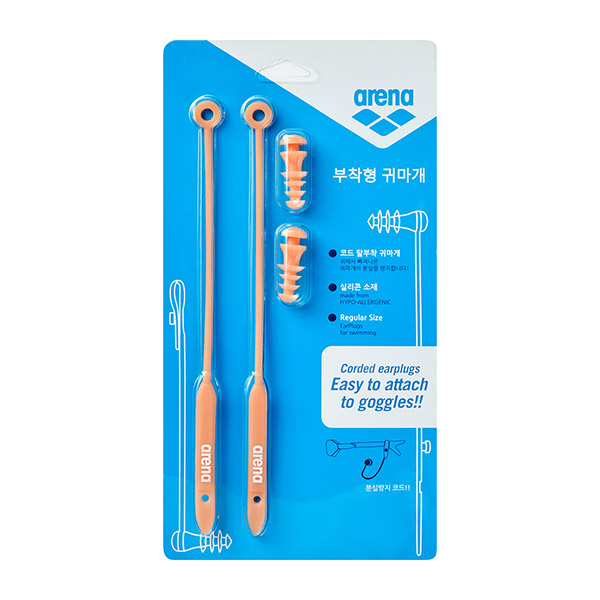 arena
부착형 귀마개
코드 탈부착 귀마개
귀에서 빠져나온
귀마개의 분실을 방지합니다!
실리콘 소재
made from
HYPO-ALLERGENIC
Regular Size
EarPlugs
for swimming
Corded earplugs
Easy to attach
to goggles!!
분실방지 코드!!
arena
arena